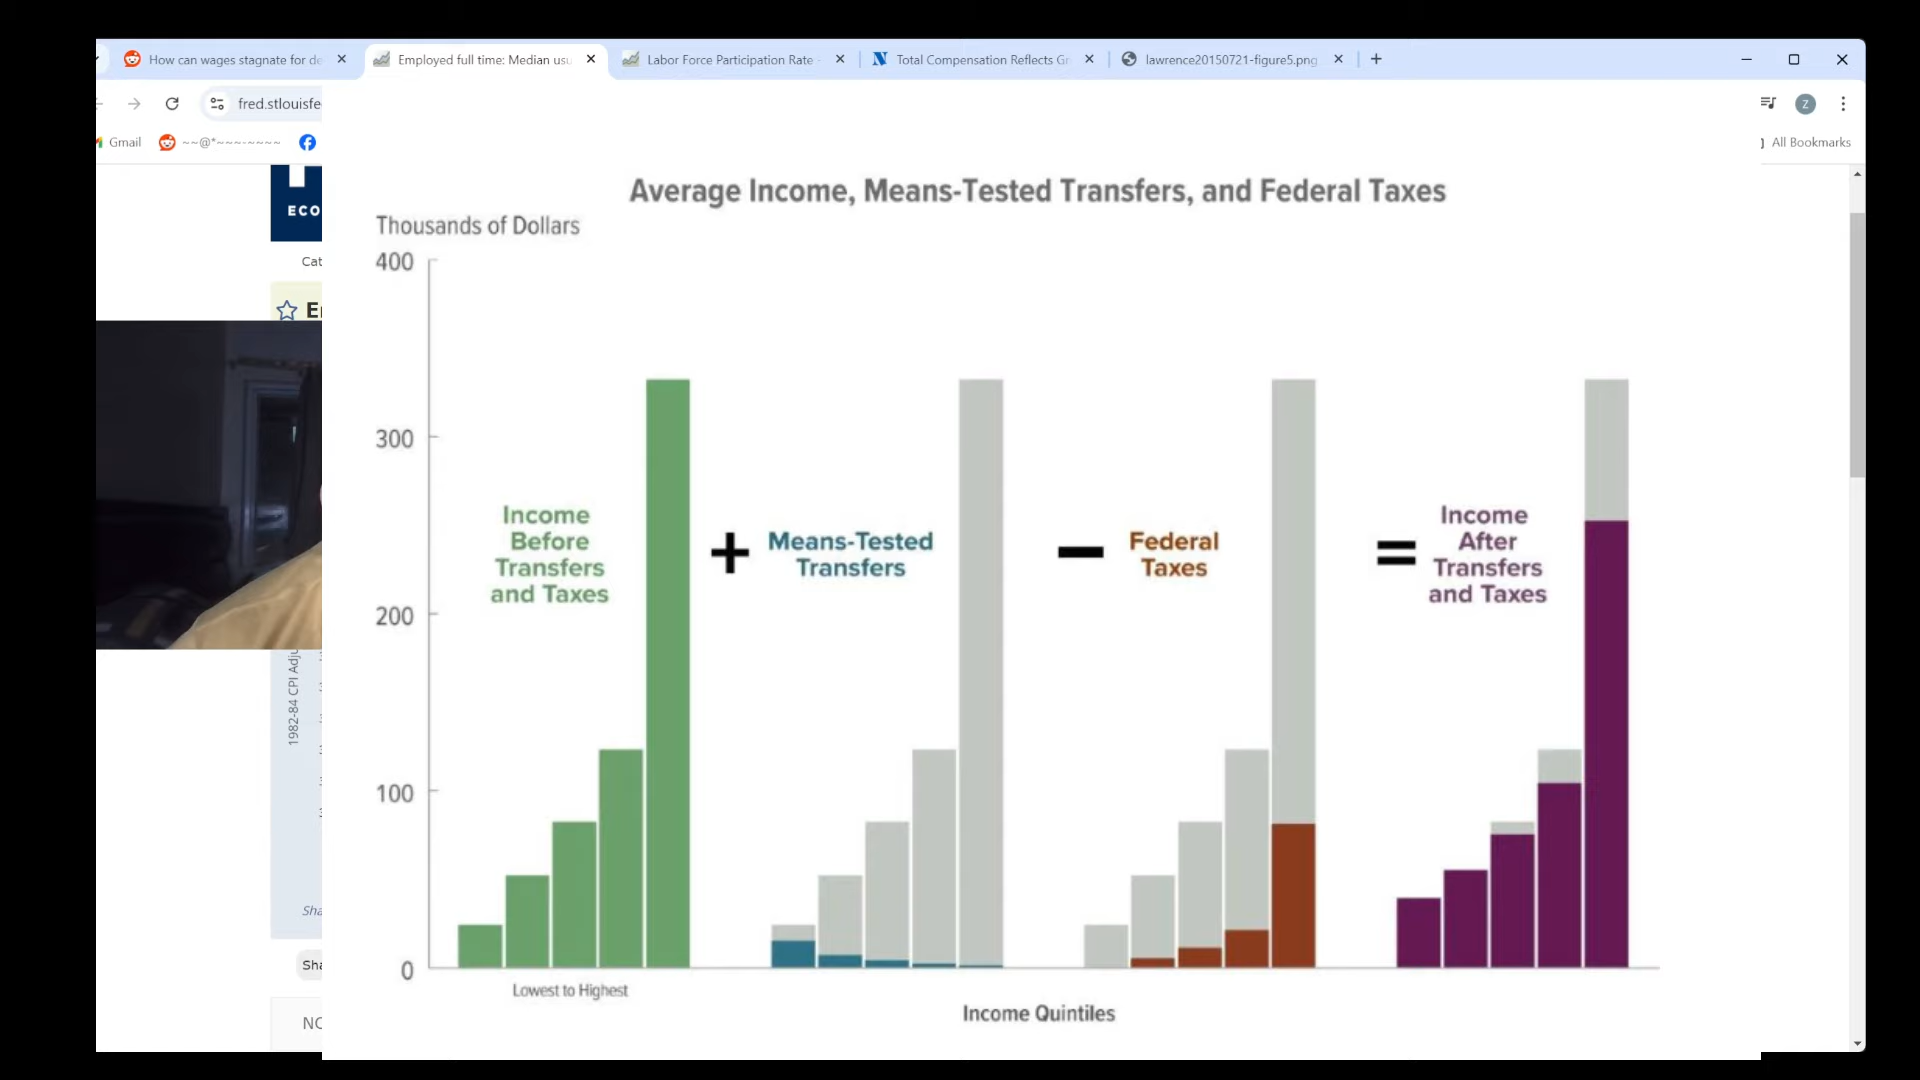 How can wages stagnate for de
Employed full time: Median usu
Labor Force Participation Rate -
Total Compensation Reflects Gr
lawrence20150721-figure5.png
fred.stlouisfe
Z
Gmail
~~@*~~~-~~~~
All Bookmarks
ECO
Cat
1982-84 CPI Adju
Sha
Sha
NO
Average Income, Means-Tested Transfers, and Federal Taxes
Thousands of Dollars
400
300
200
100
0
Income
Before
Transfers
and Taxes
+
Means-Tested
Transfers
−
Federal
Taxes
=
Income
After
Transfers
and Taxes
Lowest to Highest
Income Quintiles